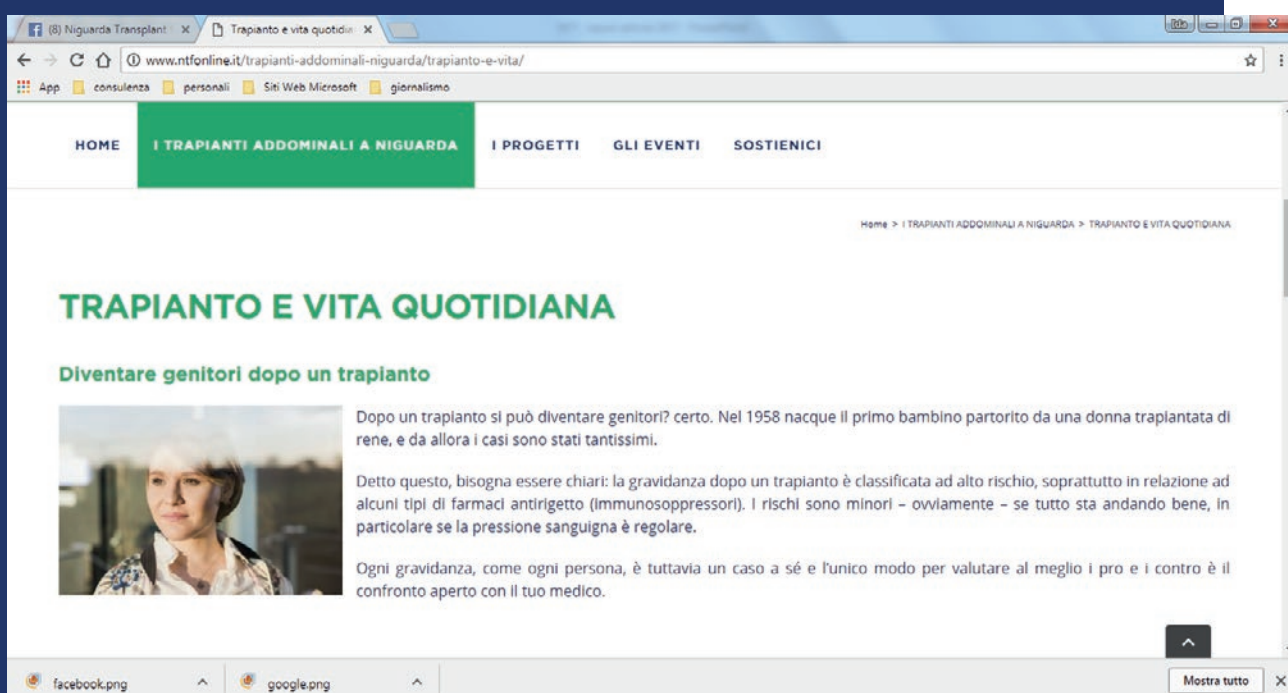 (8) Niguarda Transplant
Trapianto e vita quotidia
www.ntfonline.it/trapianti-addominali-niguarda/trapianto-e-vita/
App consulenza personali Siti Web Microsoft giornalismo
HOME I TRAPIANTI ADDOMINALI A NIGUARDA I PROGETTI GLI EVENTI SOSTIENICI
Home > I TRAPIANTI ADDOMINALI A NIGUARDA > TRAPIANTO E VITA QUOTIDIANA
TRAPIANTO E VITA QUOTIDIANA
Diventare genitori dopo un trapianto
Dopo un trapianto si può diventare genitori? certo. Nel 1958 nacque il primo bambino partorito da una donna trapiantata di
rene, e da allora i casi sono stati tantissimi.
Detto questo, bisogna essere chiari: la gravidanza dopo un trapianto è classificata ad alto rischio, soprattutto in relazione ad
alcuni tipi di farmaci antirigetto (immunosoppressori). I rischi sono minori – ovviamente – se tutto sta andando bene, in
particolare se la pressione sanguigna è regolare.
Ogni gravidanza, come ogni persona, è tuttavia un caso a sé e l'unico modo per valutare al meglio i pro e i contro è il
confronto aperto con il tuo medico.
facebook.png google.png Mostra tutto